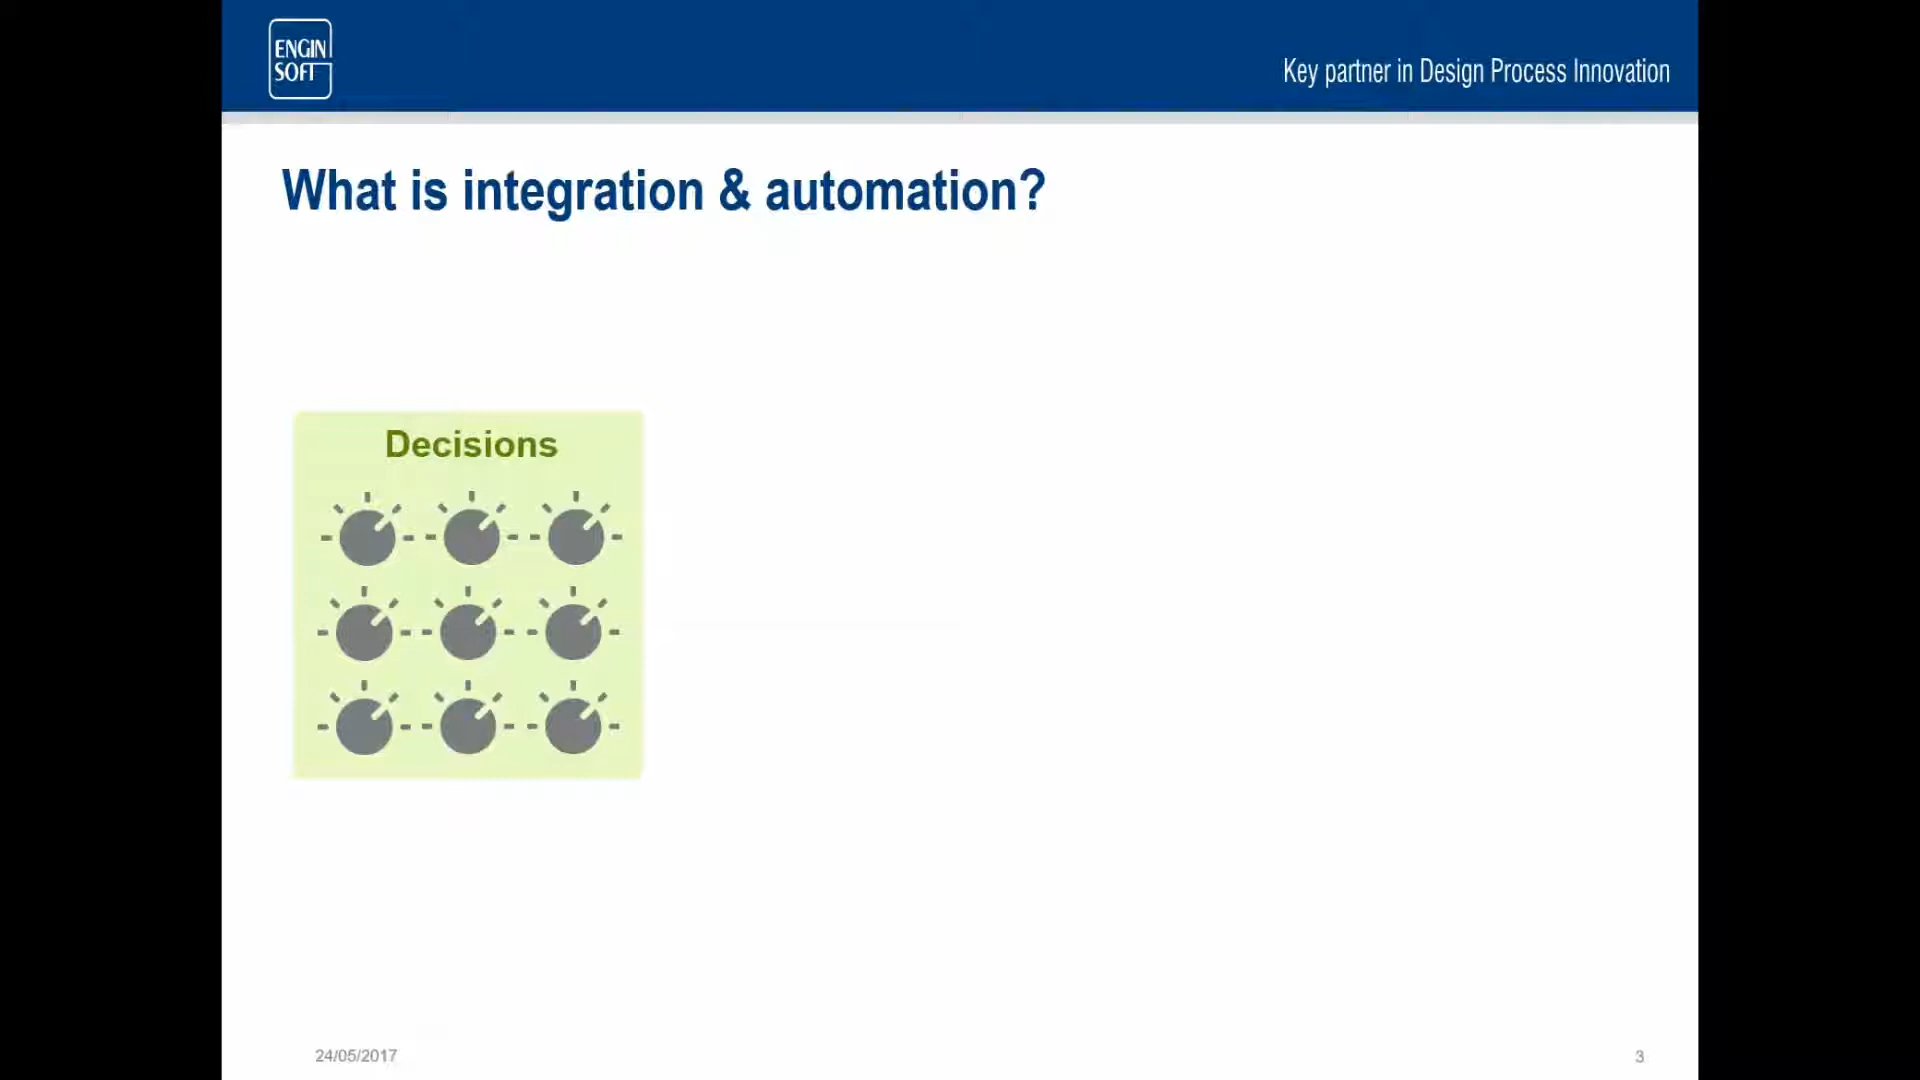 ENGIN
SOFT
Key partner in Design Process Innovation
What is integration & automation?
Decisions
24/05/2017
3